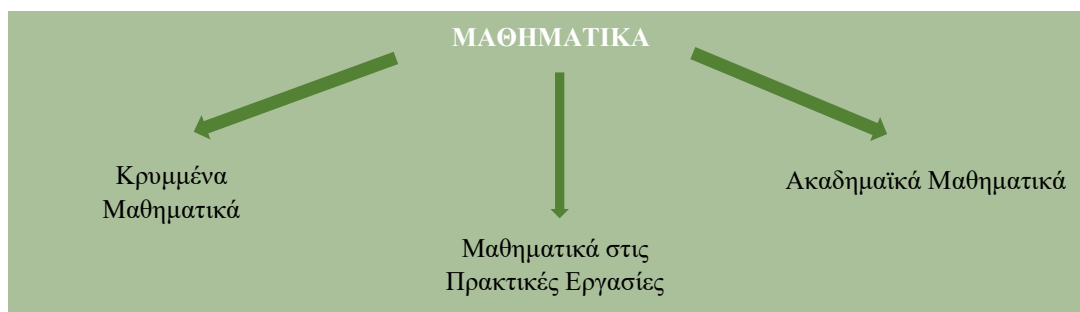 ΜΑΘΗΜΑΤΙΚΑ
Κρυμμένα
Μαθηματικά
Μαθηματικά στις
Πρακτικές Εργασίες
Ακαδημαϊκά Μαθηματικά